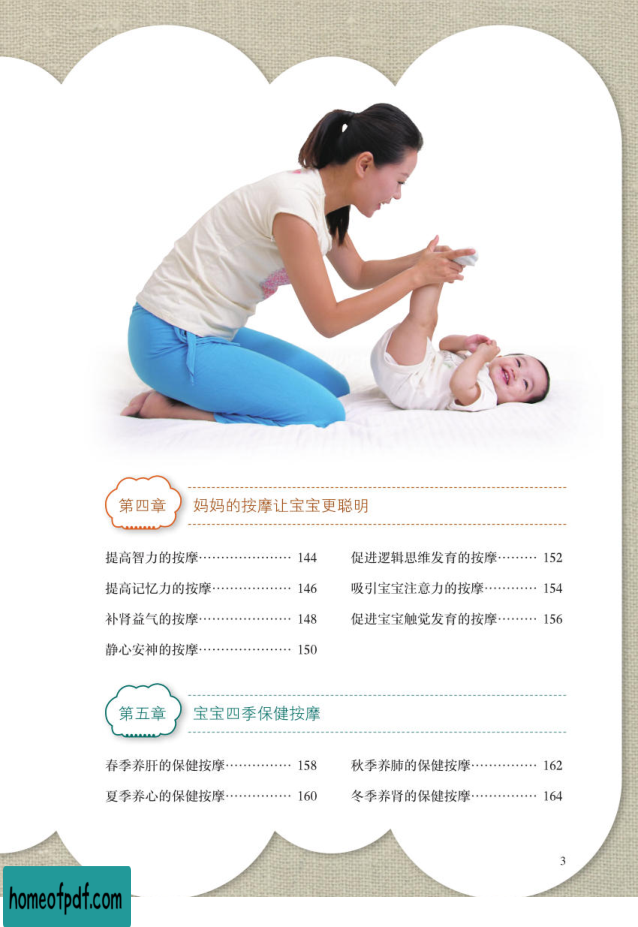 第四章 妈妈的按摩让宝宝更聪明
提高智力的按摩………………… 144
提高记忆力的按摩……………… 146
补肾益气的按摩………………… 148
静心安神的按摩………………… 150
促进逻辑思维发育的按摩……… 152
吸引宝宝注意力的按摩………… 154
促进宝宝触觉发育的按摩……… 156
第五章 宝宝四季保健按摩
春季养肝的保健按摩…………… 158
夏季养心的保健按摩…………… 160
秋季养肺的保健按摩…………… 162
冬季养肾的保健按摩…………… 164
3
homeofpdf.com